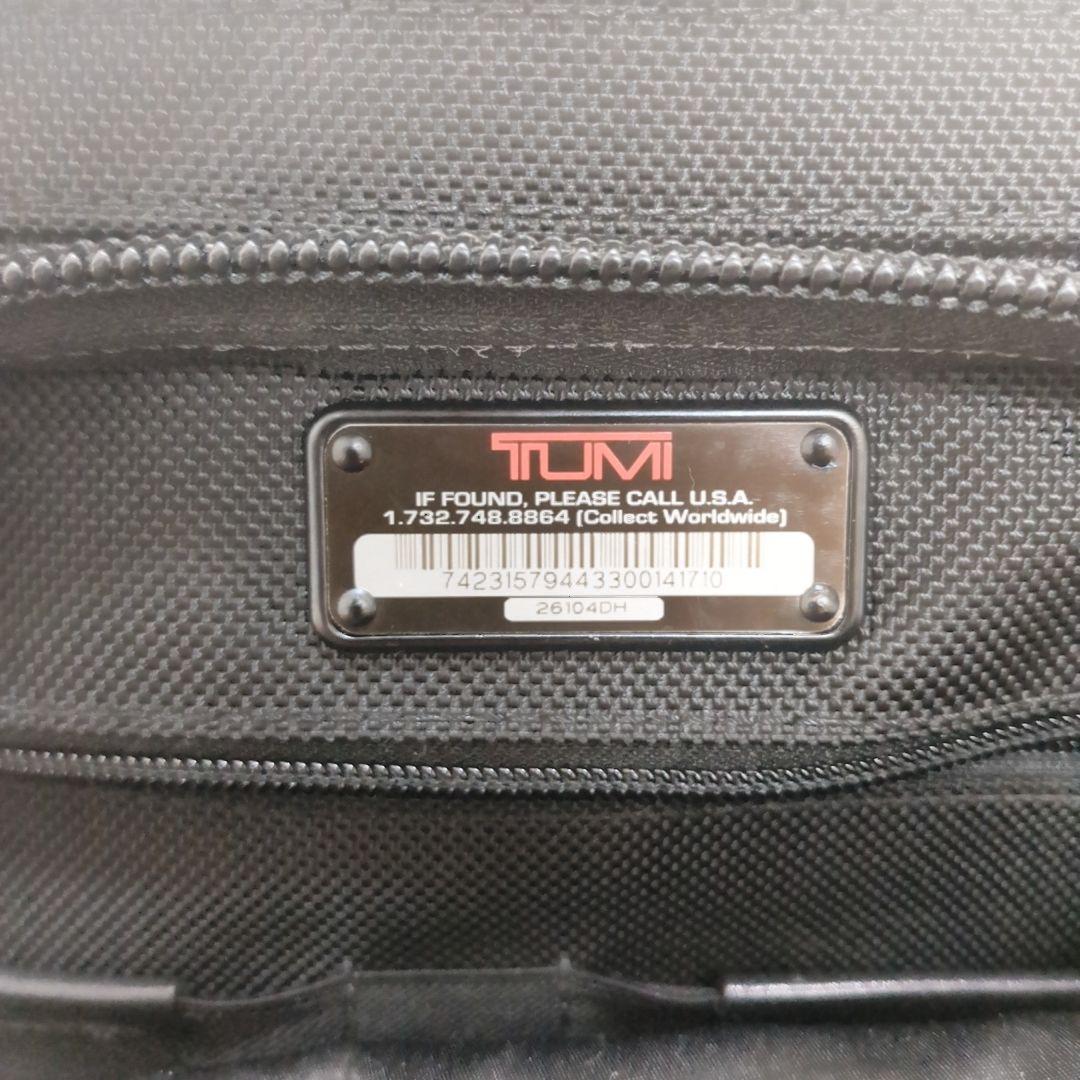 TUMI
IF FOUND, PLEASE CALL U.S.A.
1.732.748.8864 (Collect Worldwide)
74231579443300141710
26104DH